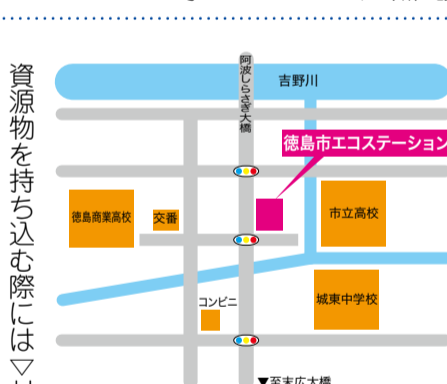 資源物を持ち込む際には▽
阿波しらさぎ大橋
吉野川
徳島市エコステーション
徳島商業高校
交番
市立高校
コンビニ
城東中学校
▼至末広大橋